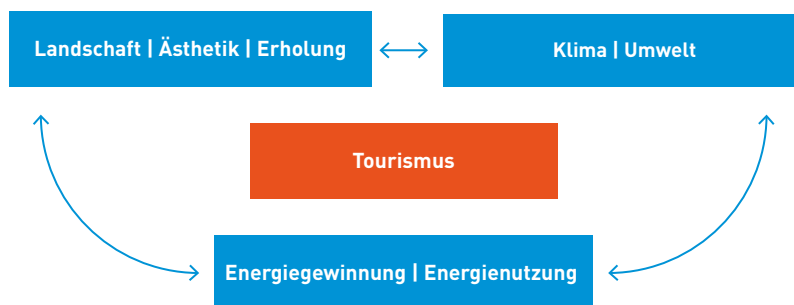 Landschaft | Ästhetik | Erholung
Klima | Umwelt
Tourismus
Energiegewinnung | Energienutzung